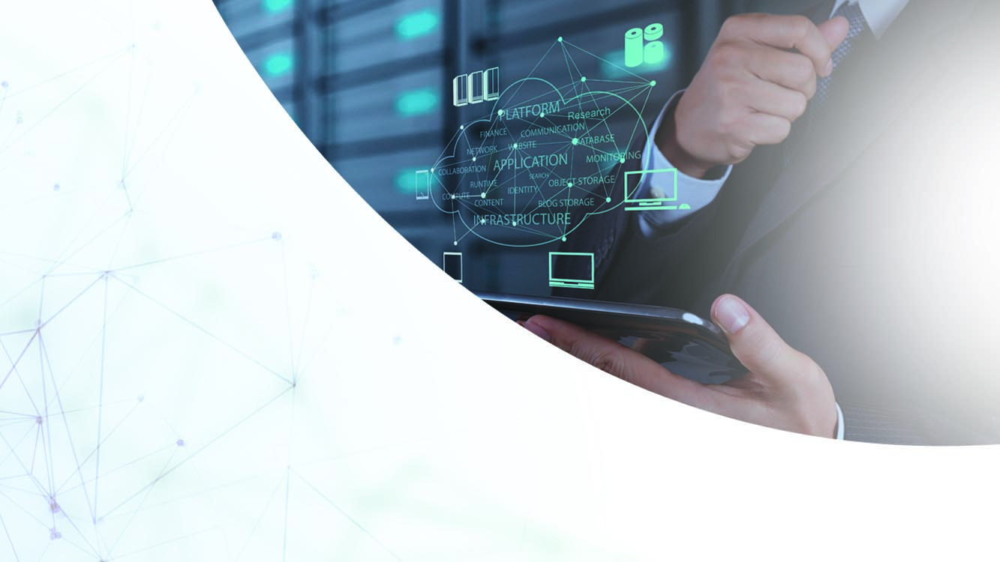 PLATFORM
Research
FINANCE
COMMUNICATION
NETWORK
WEBSITE
DATABASE
APPLICATION
MONITORING
COLLABORATION
SEARCH
RUNTIME
IDENTITY
OBJECT STORAGE
COMPUTE
CONTENT
BLOG STORAGE
INFRASTRUCTURE